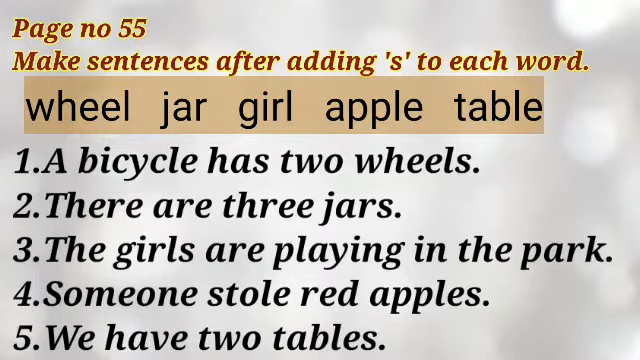 Page no 55
Make sentences after adding 's' to each word.
wheel jar girl apple table
1.A bicycle has two wheels.
2.There are three jars.
3.The girls are playing in the park.
4.Someone stole red apples.
5.We have two tables.